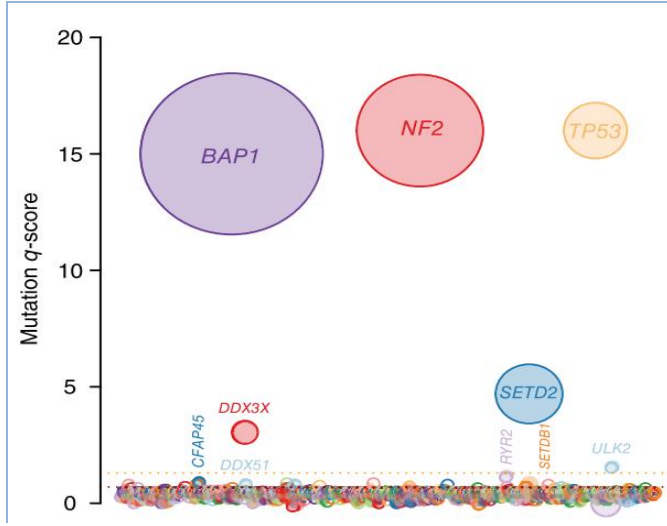 20
BAP1
NF2
TP53
15
Mutation q-score
10
5
SETD2
DDX3X
CFAP45
DDX51
RYR2
SETDB1
ULK2
0